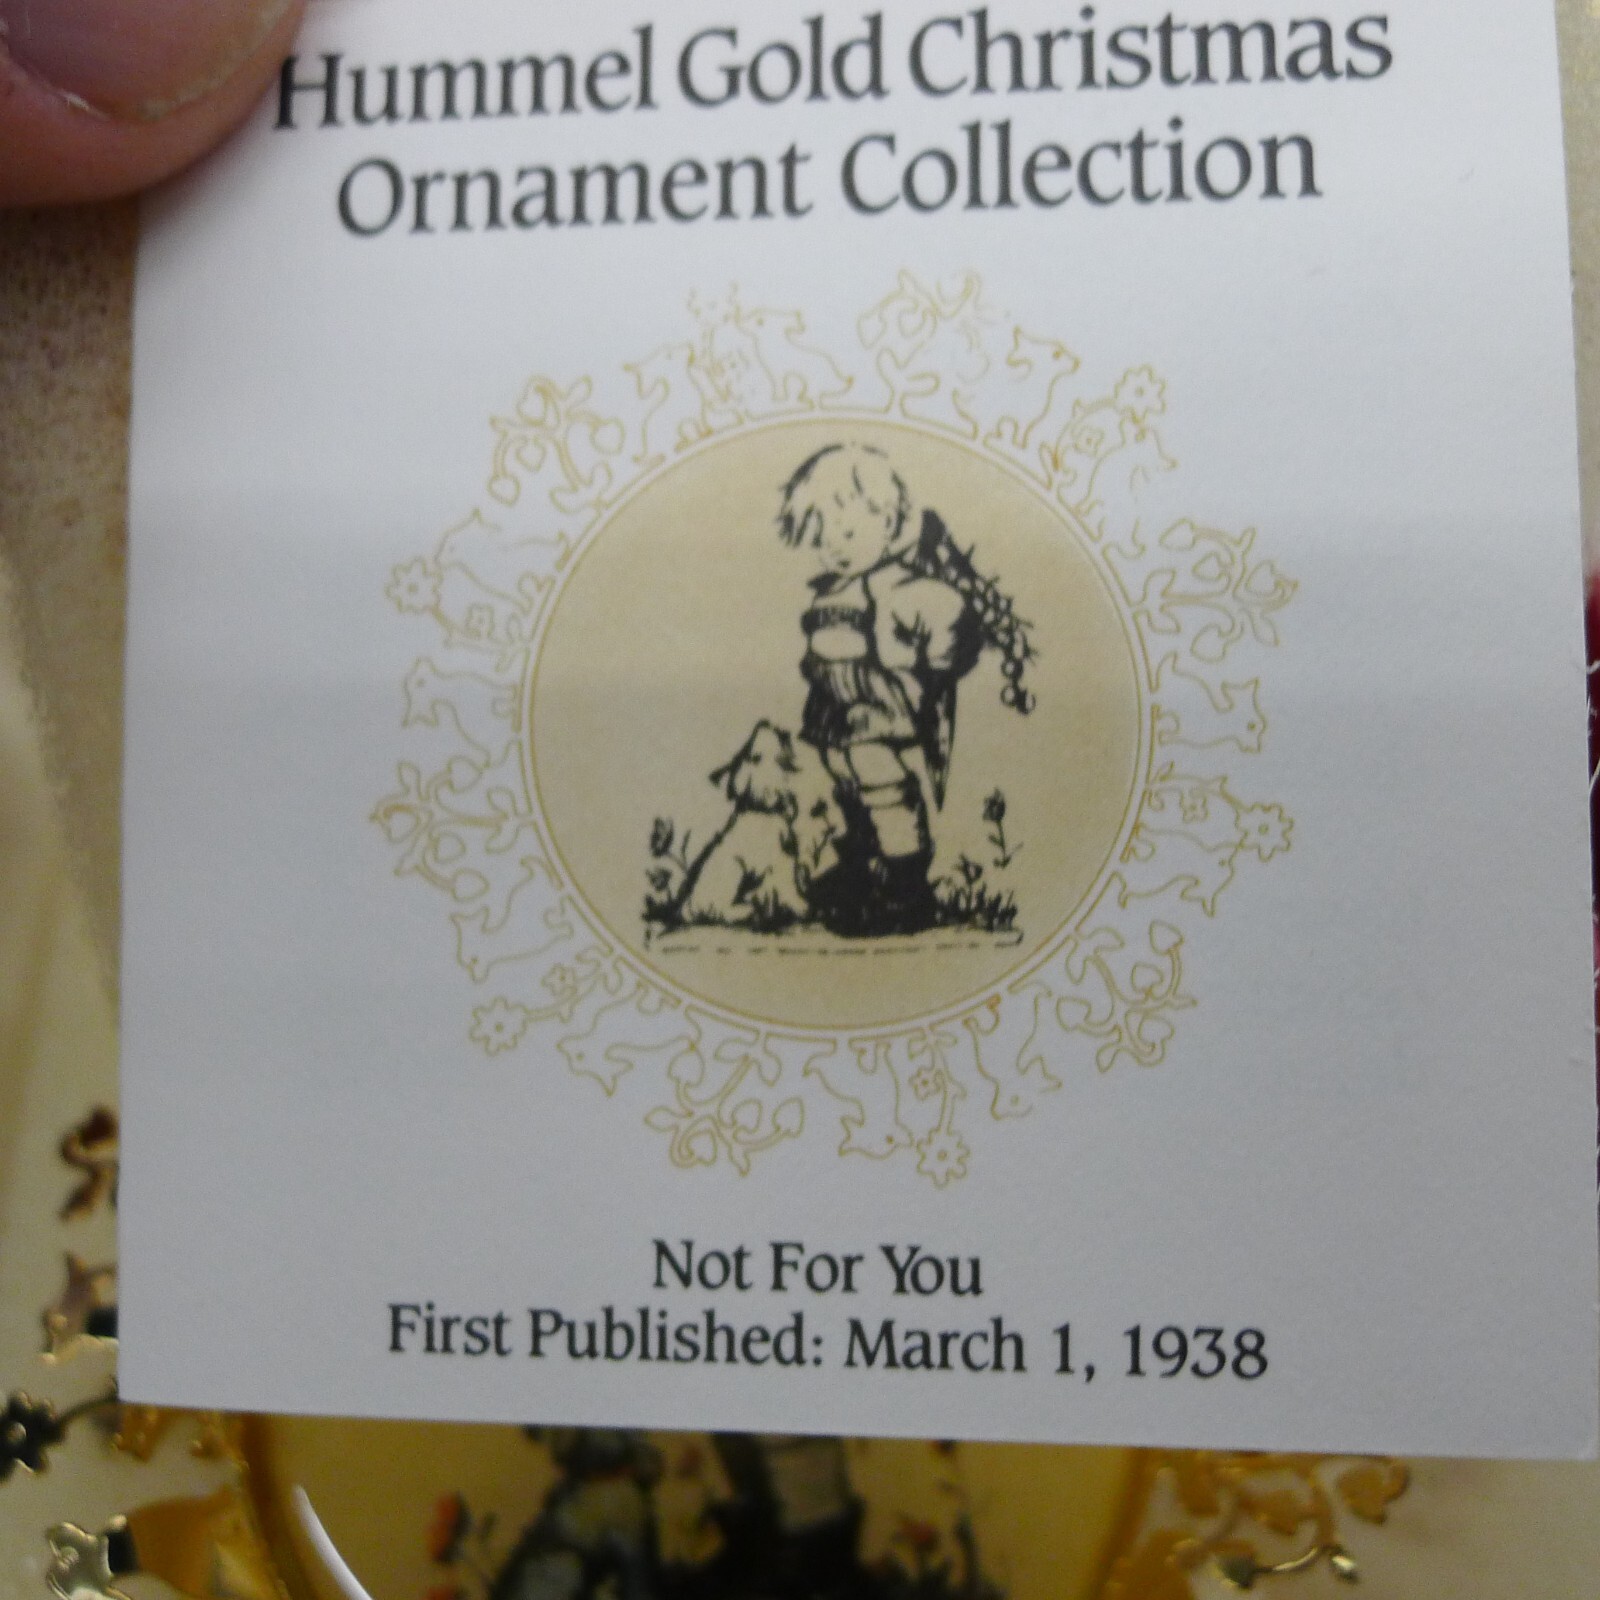 Hummel Gold Christmas
Ornament Collection
Not For You
First Published: March 1, 1938